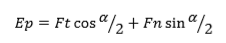 Ep = Ft cos α/2 + Fn sin α/2